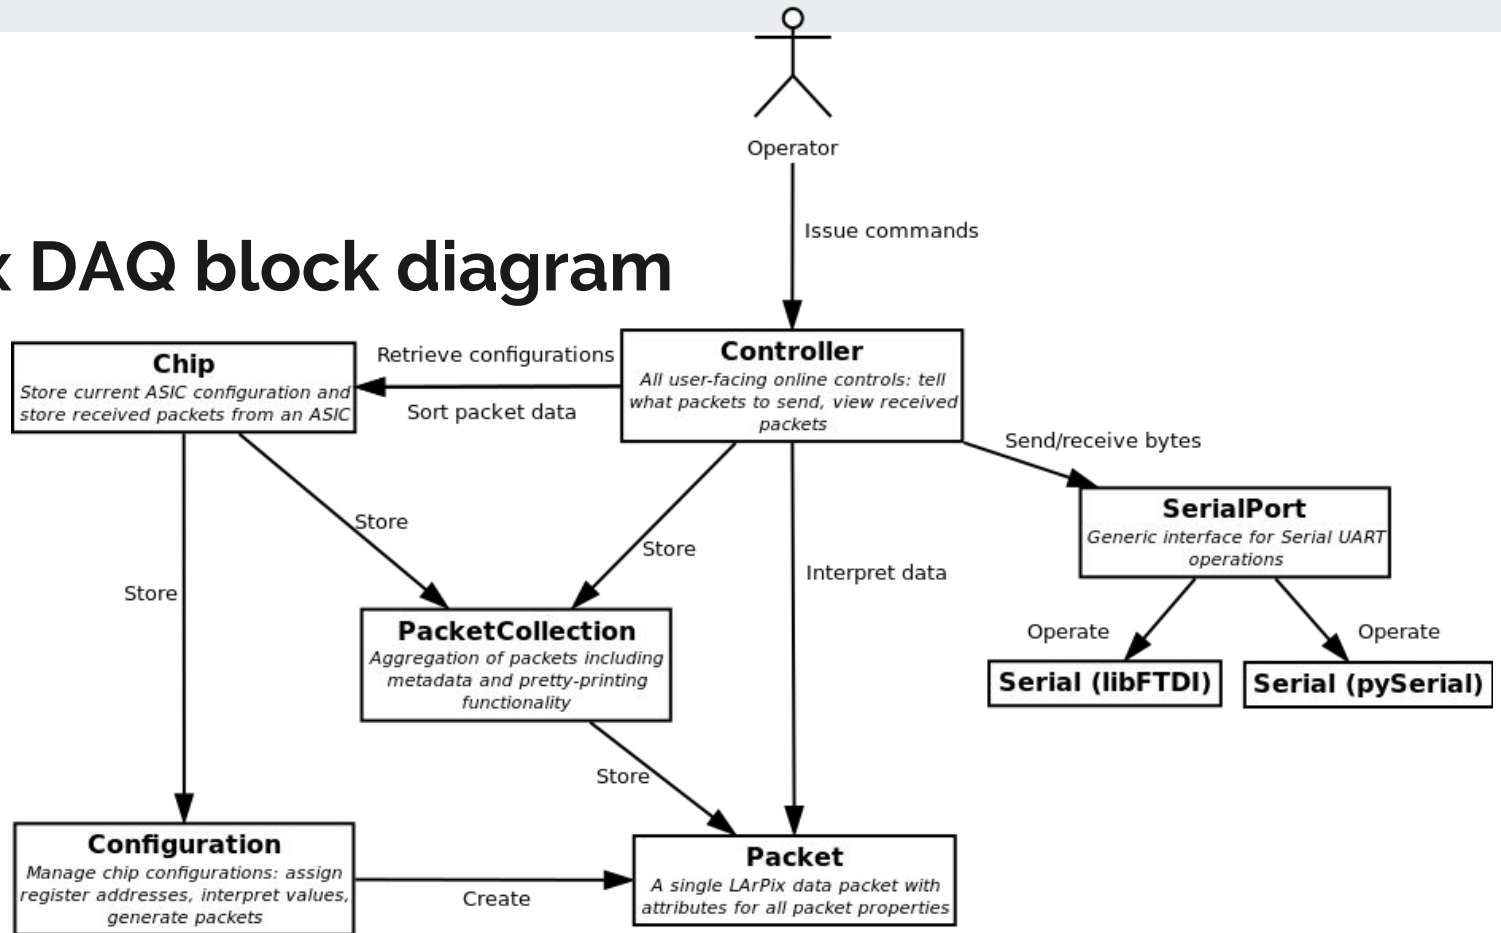 Operator
Issue commands
x DAQ block diagram
Chip
Store current ASIC configuration and
store received packets from an ASIC
Retrieve configurations
Sort packet data
Controller
All user-facing online controls: tell
what packets to send, view received
packets
Send/receive bytes
SerialPort
Generic interface for Serial UART
operations
Store
Store
Store
Interpret data
Operate
Operate
Serial (libFTDI)
Serial (pySerial)
PacketCollection
Aggregation of packets including
metadata and pretty-printing
functionality
Store
Configuration
Manage chip configurations: assign
register addresses, interpret values,
generate packets
Create
Packet
A single LArPix data packet with
attributes for all packet properties